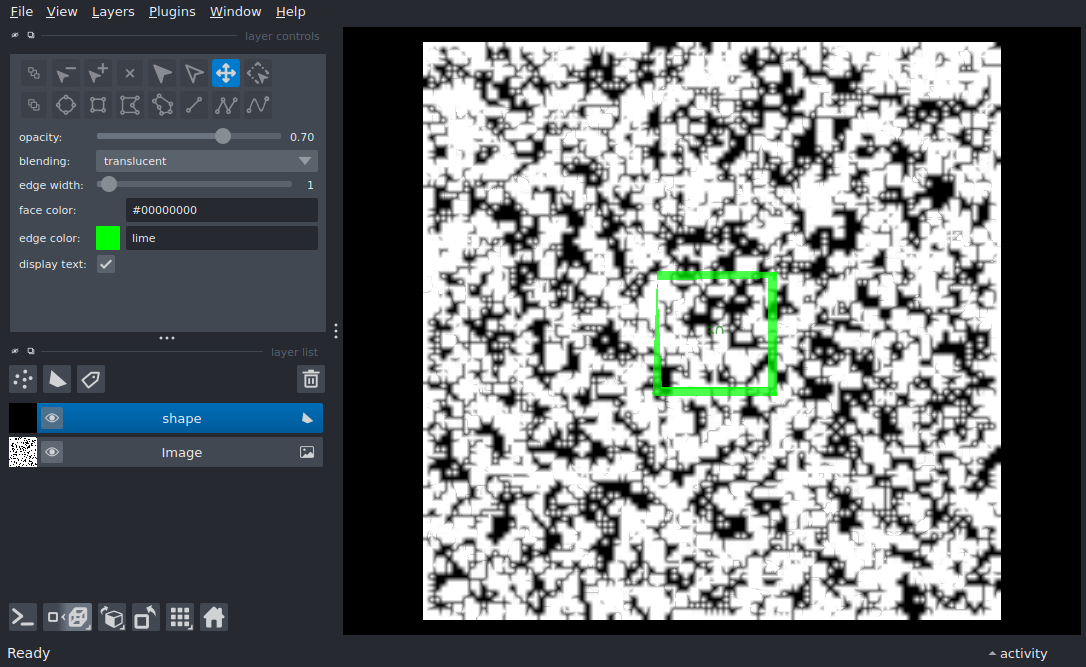 File View Layers Plugins Window Help
layer controls
opacity: 0.70
blending: translucent
edge width: 1
face color: #00000000
edge color: lime
display text:
layer list
shape
Image
Ready activity